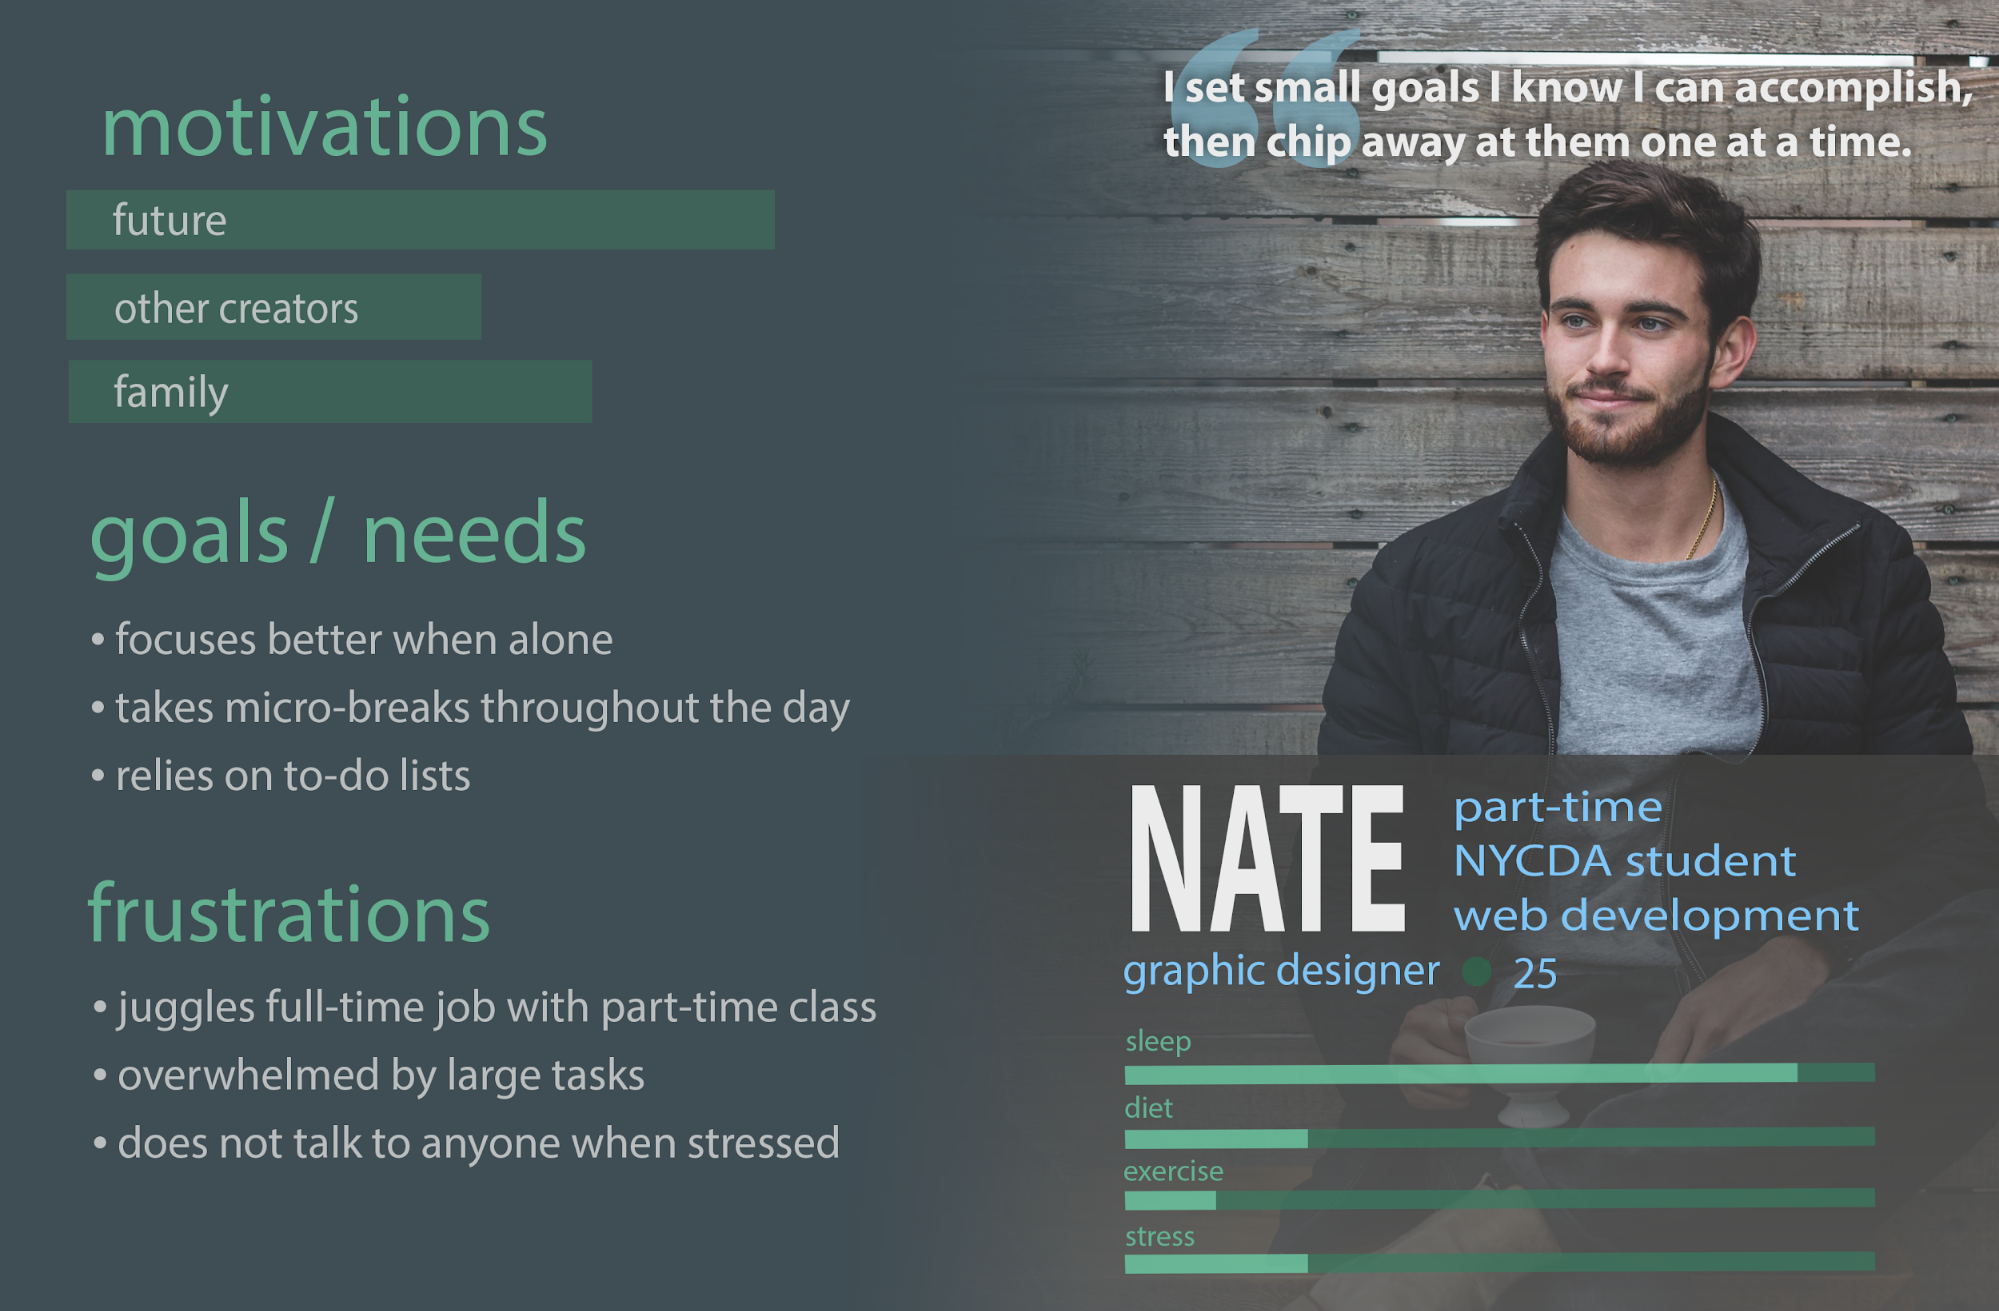 motivations
future
other creators
family
goals / needs
• focuses better when alone
• takes micro-breaks throughout the day
• relies on to-do lists
frustrations
• juggles full-time job with part-time class
• overwhelmed by large tasks
• does not talk to anyone when stressed
“
I set small goals I know I can accomplish,
then chip away at them one at a time.
NATE
part-time
NYCDA student
web development
graphic designer ● 25
sleep
diet
exercise
stress